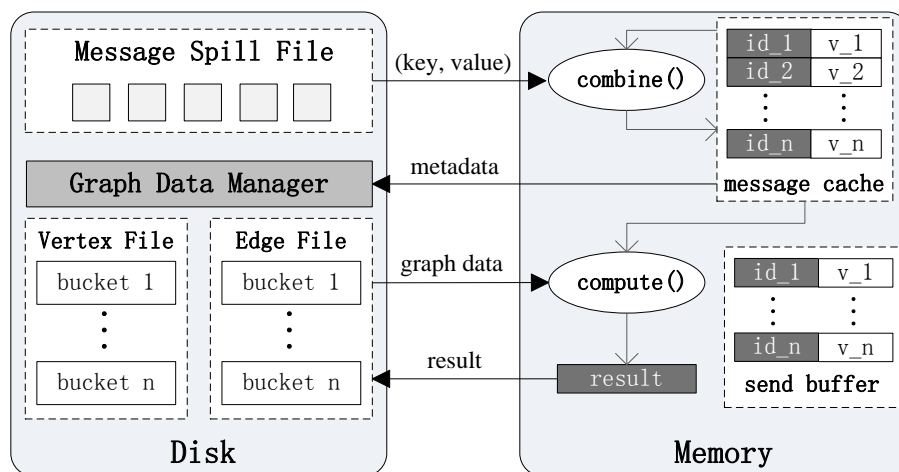 Message Spill File
(key, value)
combine()
id_1 v_1
id_2 v_2
id_n v_n
message cache
Graph Data Manager
metadata
Vertex File
Edge File
bucket 1
bucket 1
bucket n
bucket n
graph data
compute()
result
result
id_1 v_1
id_n v_n
send buffer
Disk
Memory